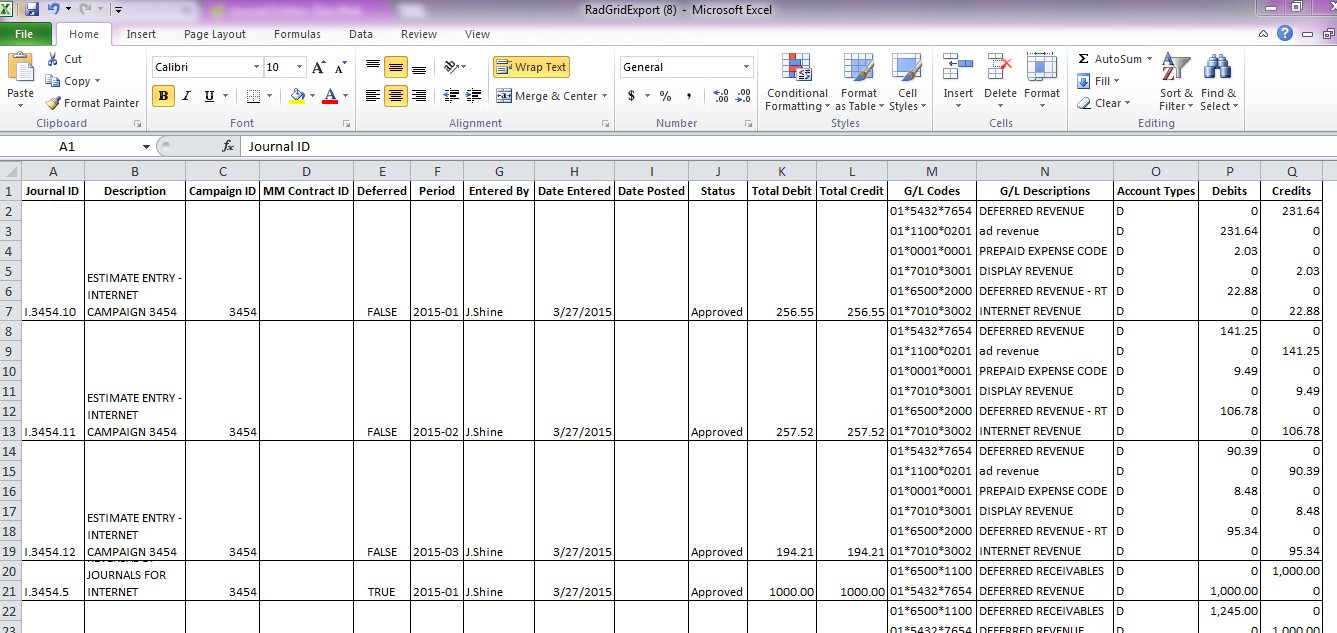 RadGridExport (8) - Microsoft Excel
File Home Insert Page Layout Formulas Data Review View
Paste
Cut
Copy
Format Painter
Clipboard
Calibri 10
B I U
Font
Wrap Text
Merge & Center
Alignment
General
$ % ,
Number
Conditional Formatting
Format as Table
Cell Styles
Styles
Insert Delete Format
Cells
AutoSum
Fill
Clear
Sort & Filter
Find & Select
Editing
A1 fx Journal ID
A B C D E F G H I J K L M N O P Q
1 Journal ID Description Campaign ID MM Contract ID Deferred Period Entered By Date Entered Date Posted Status Total Debit Total Credit G/L Codes G/L Descriptions Account Types Debits Credits
2 01*5432*7654 DEFERRED REVENUE D 0 231.64
3 01*1100*0201 ad revenue D 231.64 0
4 01*0001*0001 PREPAID EXPENSE CODE D 2.03 0
5 ESTIMATE ENTRY - 01*7010*3001 DISPLAY REVENUE D 0 2.03
6 INTERNET 01*6500*2000 DEFERRED REVENUE - RT D 22.88 0
7 I.3454.10 CAMPAIGN 3454 3454 FALSE 2015-01 J.Shine 3/27/2015 Approved 256.55 256.55 01*7010*3002 INTERNET REVENUE D 0 22.88
8 01*5432*7654 DEFERRED REVENUE D 141.25 0
9 01*1100*0201 ad revenue D 0 141.25
10 01*0001*0001 PREPAID EXPENSE CODE D 9.49 0
11 ESTIMATE ENTRY - 01*7010*3001 DISPLAY REVENUE D 0 9.49
12 INTERNET 01*6500*2000 DEFERRED REVENUE - RT D 106.78 0
13 I.3454.11 CAMPAIGN 3454 3454 FALSE 2015-02 J.Shine 3/27/2015 Approved 257.52 257.52 01*7010*3002 INTERNET REVENUE D 0 106.78
14 01*5432*7654 DEFERRED REVENUE D 90.39 0
15 01*1100*0201 ad revenue D 0 90.39
16 01*0001*0001 PREPAID EXPENSE CODE D 8.48 0
17 ESTIMATE ENTRY - 01*7010*3001 DISPLAY REVENUE D 0 8.48
18 INTERNET 01*6500*2000 DEFERRED REVENUE - RT D 95.34 0
19 I.3454.12 CAMPAIGN 3454 3454 FALSE 2015-03 J.Shine 3/27/2015 Approved 194.21 194.21 01*7010*3002 INTERNET REVENUE D 0 95.34
20 JOURNALS FOR 01*6500*1100 DEFERRED RECEIVABLES D 0 1,000.00
21 I.3454.5 INTERNET 3454 TRUE 2015-01 J.Shine 3/27/2015 Approved 1000.00 1000.00 01*5432*7654 DEFERRED REVENUE D 1,000.00 0
22 01*6500*1100 DEFERRED RECEIVABLES D 1,245.00 0
23 01*5432*7654 DEFERRED REVENUE D 0 1,000.00